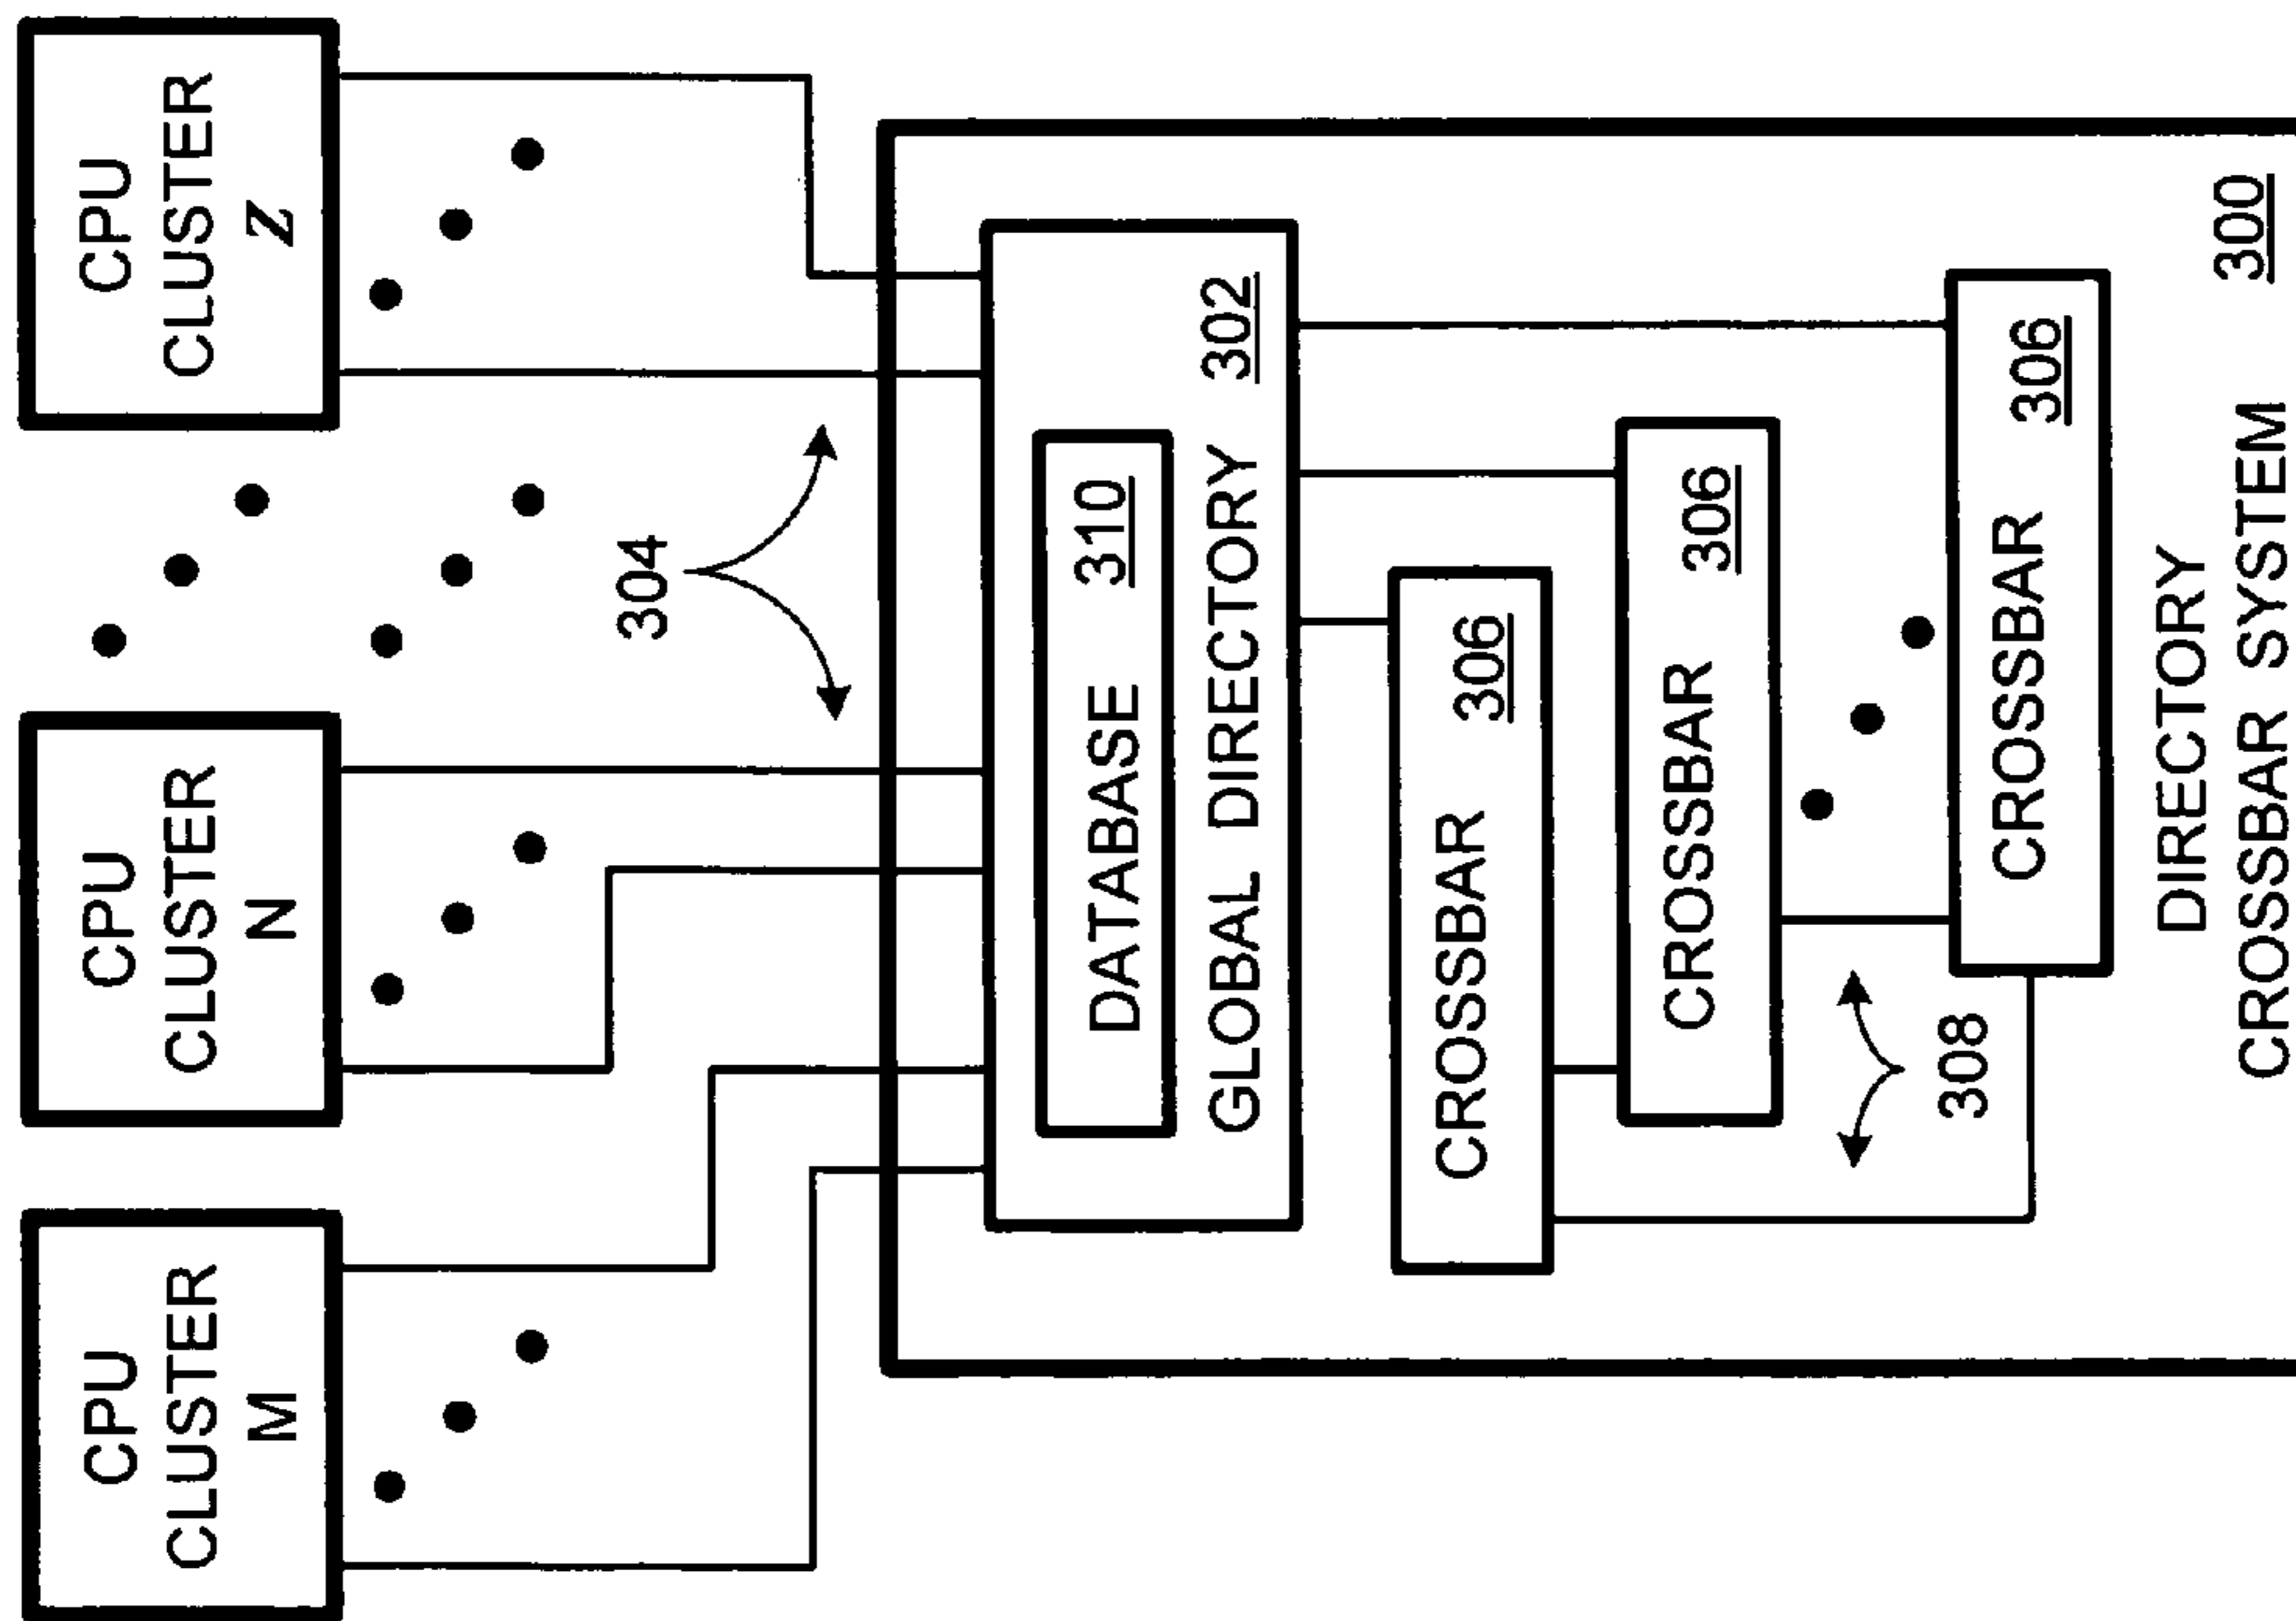 CPU
CLUSTER
M
CPU
CLUSTER
N
CPU
CLUSTER
Z
304
DATABASE 310
GLOBAL DIRECTORY 302
CROSSBAR 306
CROSSBAR 306
308
CROSSBAR 306
DIRECTORY
CROSSBAR SYSTEM 300